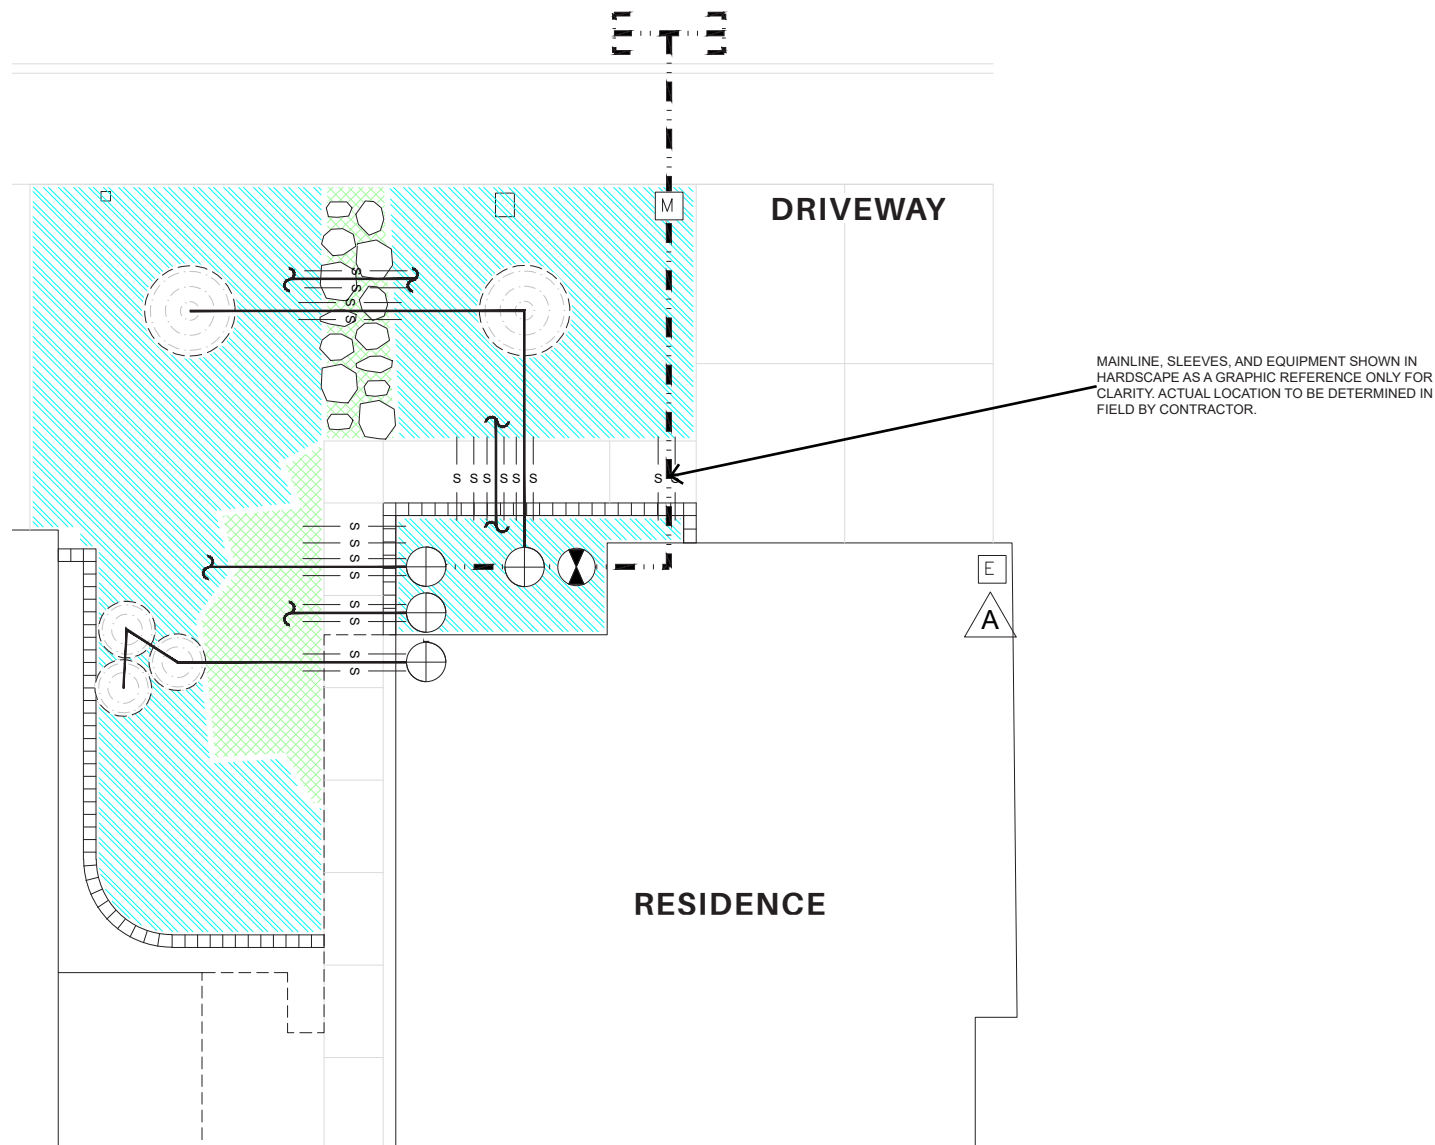 M
DRIVEWAY
S
S
S
S
MAINLINE, SLEEVES, AND EQUIPMENT SHOWN IN
HARDSCAPE AS A GRAPHIC REFERENCE ONLY FOR
CLARITY. ACTUAL LOCATION TO BE DETERMINED IN
FIELD BY CONTRACTOR.
S S S S S S S S
S
S
S
S
E
S
S
A
S
S
RESIDENCE